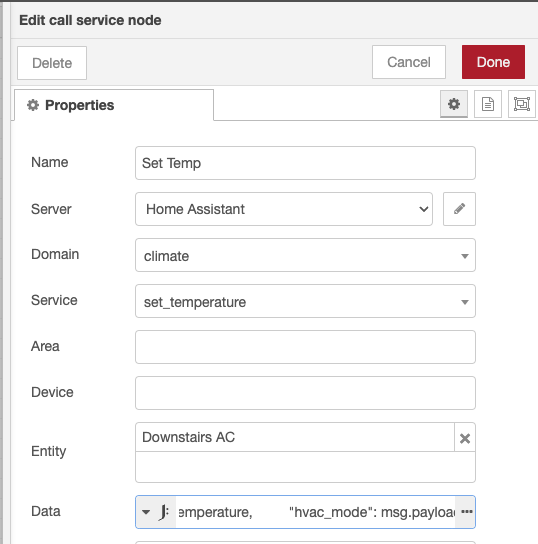 Edit call service node
Delete
Cancel
Done
Properties
Name
Set Temp
Server
Home Assistant
Domain
climate
Service
set_temperature
Area
Device
Entity
Downstairs AC
Data
J: emperature, "hvac_mode": msg.payloa